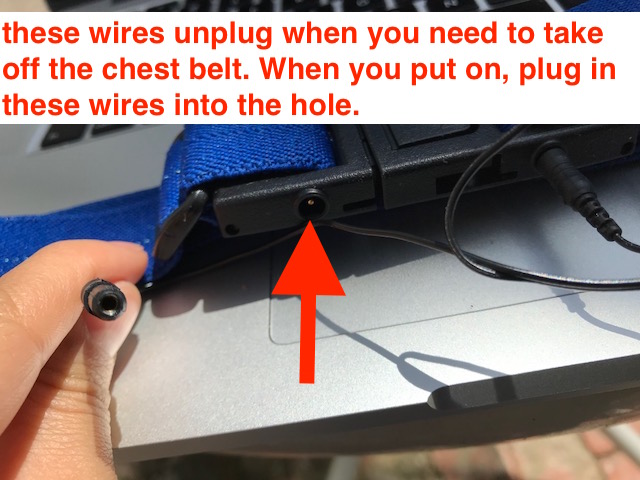 these wires unplug when you need to take
off the chest belt. When you put on, plug in
these wires into the hole.